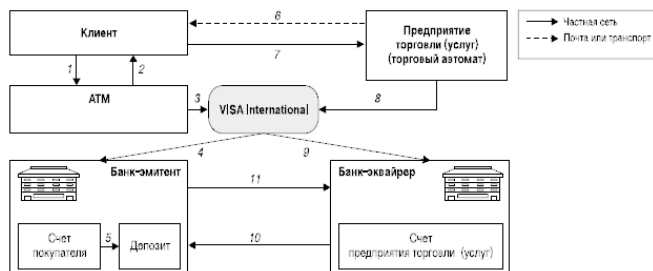 Клиент
6
7
Предприятие
торговли (услуг)
(торговый автомат)
Частная сеть
Почта или транспорт
1
2
ATM
3
VISA International
8
4
9
Банк-эмитент
11
Банк-эквайрер
Счет
покупателя
5
Депозит
10
Счет
предприятия торговли (услуг)